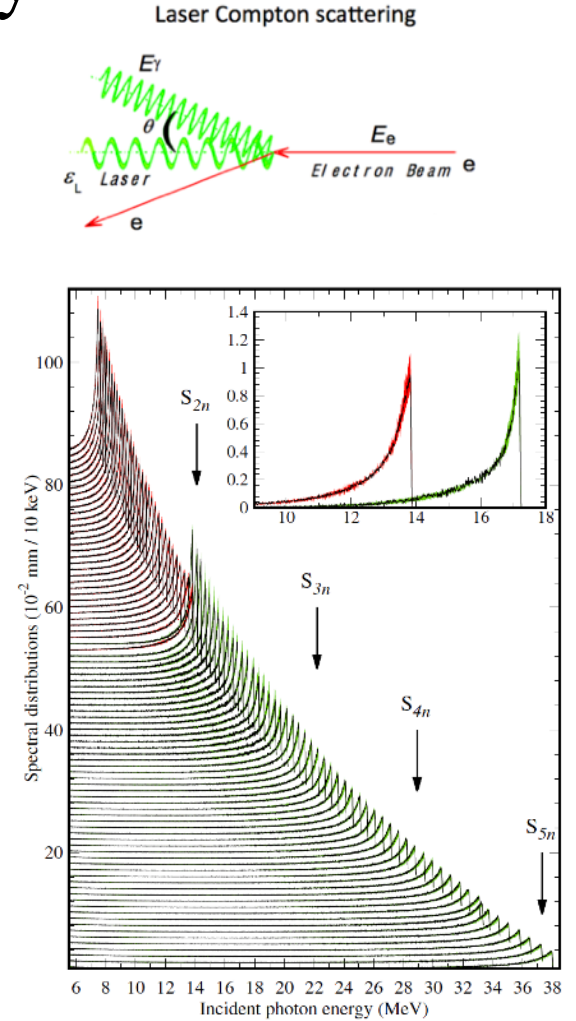 y
Laser Compton scattering
Eγ
θ
Ee
εL Laser
Electron Beam e
e
1.4
1.2
1
0.8
0.6
0.4
0.2
0
10 12 14 16 18
S2n
S3n
S4n
S5n
100
80
60
40
20
Spectral distributions (10-2 mm / 10 keV)
6 8 10 12 14 16 18 20 22 24 26 28 30 32 34 36 38
Incident photon energy (MeV)